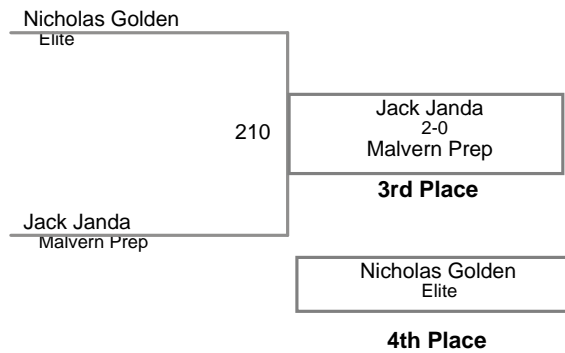 Nicholas Golden
Elite
210
Jack Janda
2-0
Malvern Prep
3rd Place
Jack Janda
Malvern Prep
Nicholas Golden
Elite
4th Place